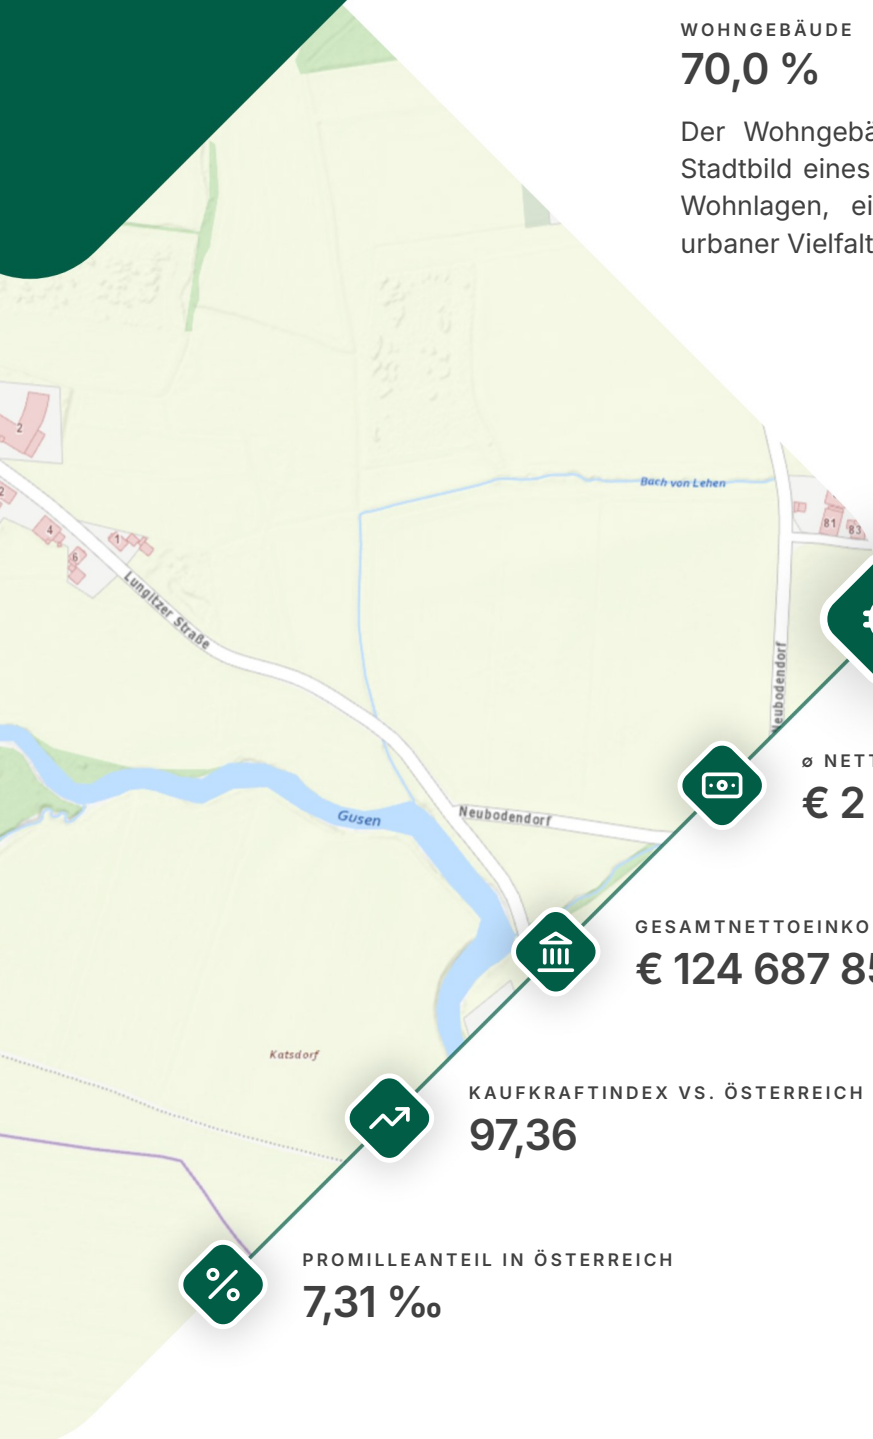 WOHNGEBÄUDE
70,0 %
Der Wohngebä
Stadtbild eines
Wohnlagen, ei
urbaner Vielfalt
2
Bach von Lehen
2
81 83
4
1
6
Lungitzer Straße
Neubodendorf
ø NETT
€ 2
Gusen
Neubodendorf
GESAMTNETTOEINKO
€ 124 687 85
Katsdorf
KAUFKRAFTINDEX VS. ÖSTERREICH
97,36
PROMILLEANTEIL IN ÖSTERREICH
7,31 ‰